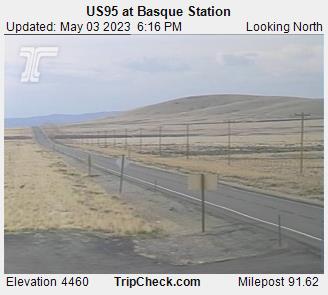 US95 at Basque Station
Updated: May 03 2023 6:16 PM Looking North
Elevation 4460 TripCheck.com Milepost 91.62